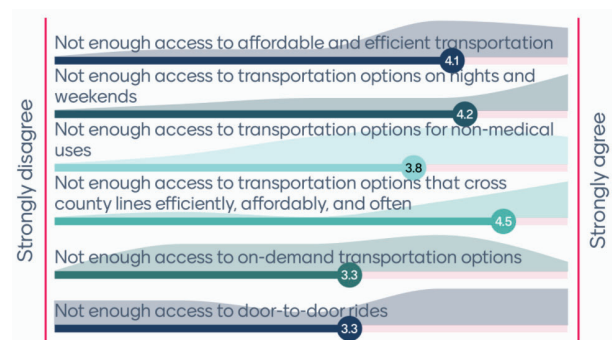 Not enough access to affordable and efficient transportation
4.1
Not enough access to transportation options on nights and
weekends
4.2
Not enough access to transportation options for non-medical
uses
3.8
Not enough access to transportation options that cross
county lines efficiently, affordably, and often
4.5
Not enough access to on-demand transportation options
3.3
Not enough access to door-to-door rides
3.3
Strongly disagree
Strongly agree